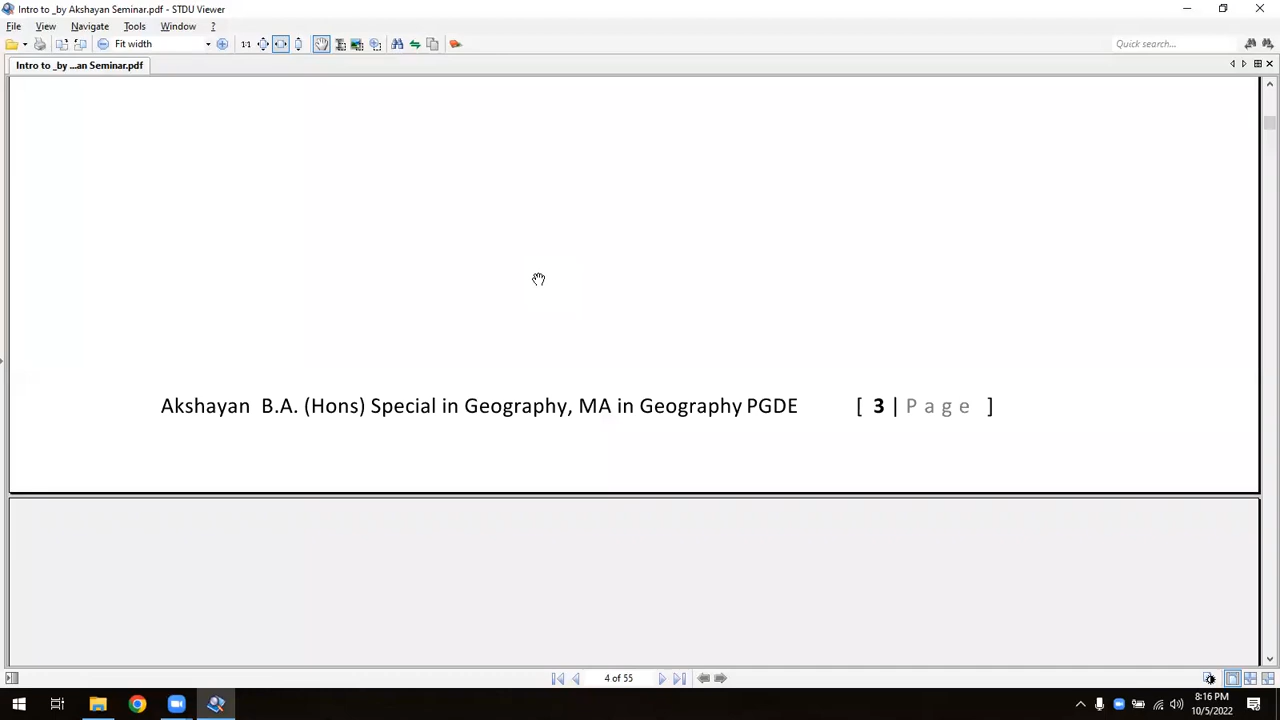 Intro to _by Akshayan Seminar.pdf - STDU Viewer
File View Navigate Tools Window ?
Fit width 1:1 Quick search...
Intro to _by ...an Seminar.pdf
Akshayan B.A. (Hons) Special in Geography, MA in Geography PGDE [ 3 | P a g e ]
4 of 55
8:16 PM
10/5/2022